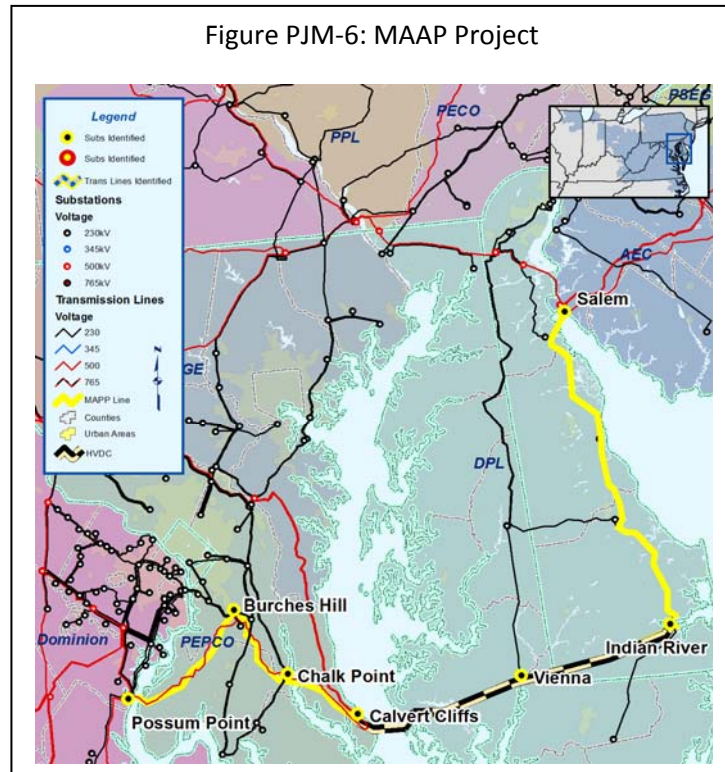 Figure PJM-6: MAAP Project
Legend
Subs Identified
Subs Identified
Trans Lines Identified
Substations
Voltage
230kV
345kV
500kV
765kV
Transmission Lines
Voltage
230
345
500
765
MAPP Line
Counties
Urban Areas
HVDC
N
PPL
PECO
PSEG
AEC
Salem
GE
DPL
Burches Hill
Dominion
PEPCO
Chalk Point
Indian River
Vienna
Possum Point
Calvert Cliffs